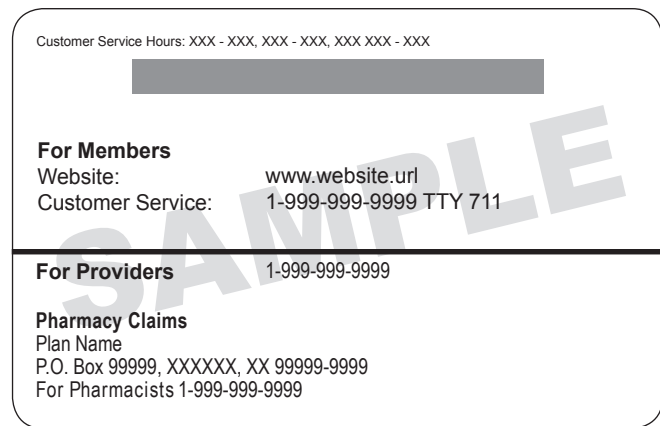 Customer Service Hours: XXX - XXX, XXX - XXX, XXX XXX - XXX
For Members
Website: www.website.url
Customer Service: 1-999-999-9999 TTY 711
SAMPLE
For Providers 1-999-999-9999
Pharmacy Claims
Plan Name
P.O. Box 99999, XXXXXX, XX 99999-9999
For Pharmacists 1-999-999-9999